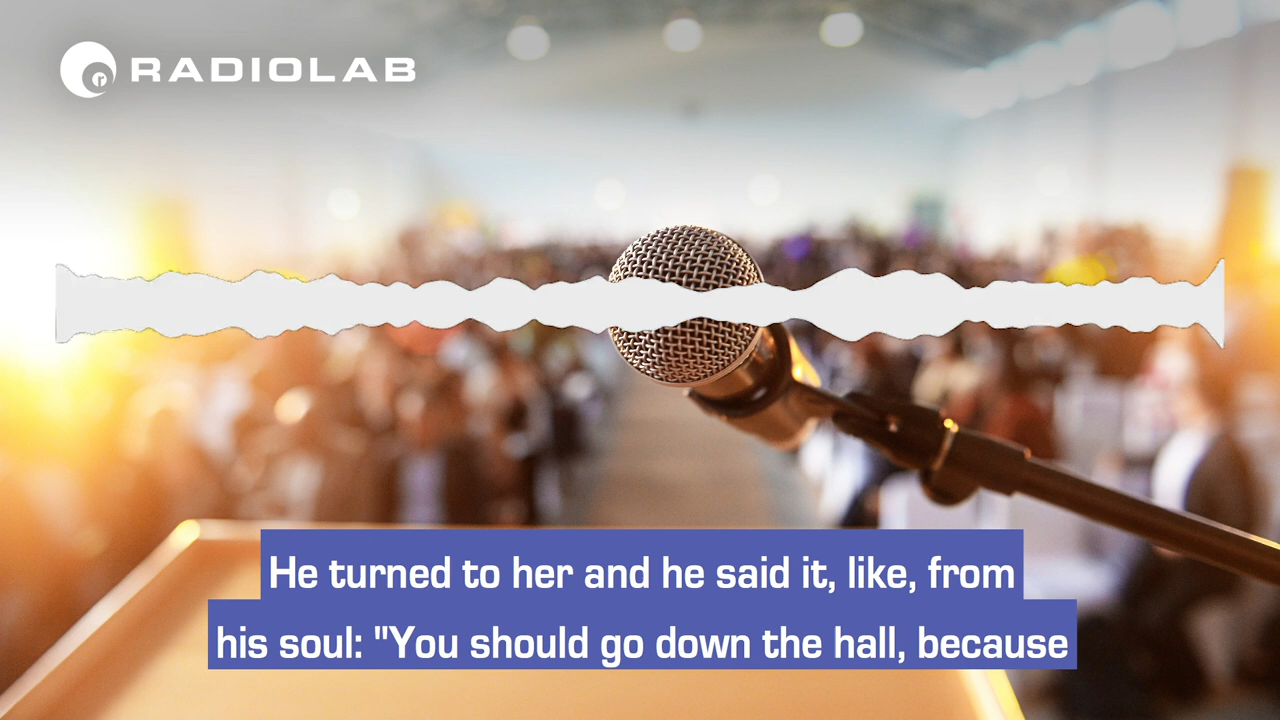 RADIOLAB
He turned to her and he said it, like, from
his soul: "You should go down the hall, because